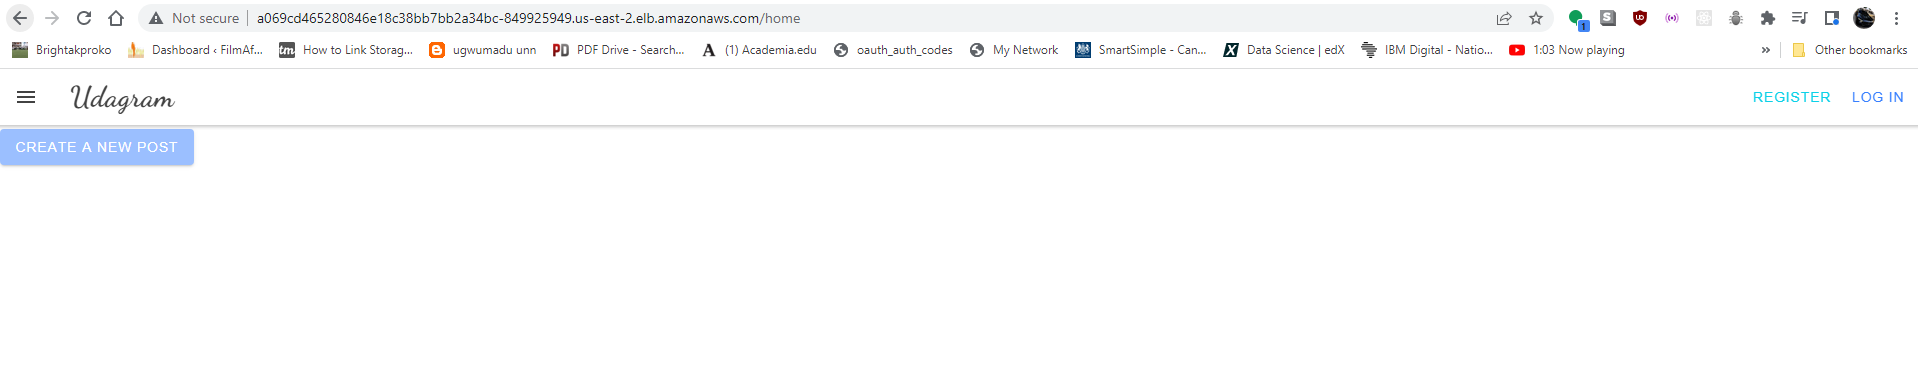 Not secure a069cd465280846e18c38bb7bb2a34bc-849925949.us-east-2.elb.amazonaws.com/home 1
Brightakproko Dashboard ‹ FilmAf... How to Link Storag... ugwumadu unn PDF Drive - Search... (1) Academia.edu oauth_auth_codes My Network SmartSimple - Can... Data Science | edX IBM Digital - Natio... 1:03 Now playing » Other bookmarks
Udagram REGISTER LOG IN
CREATE A NEW POST